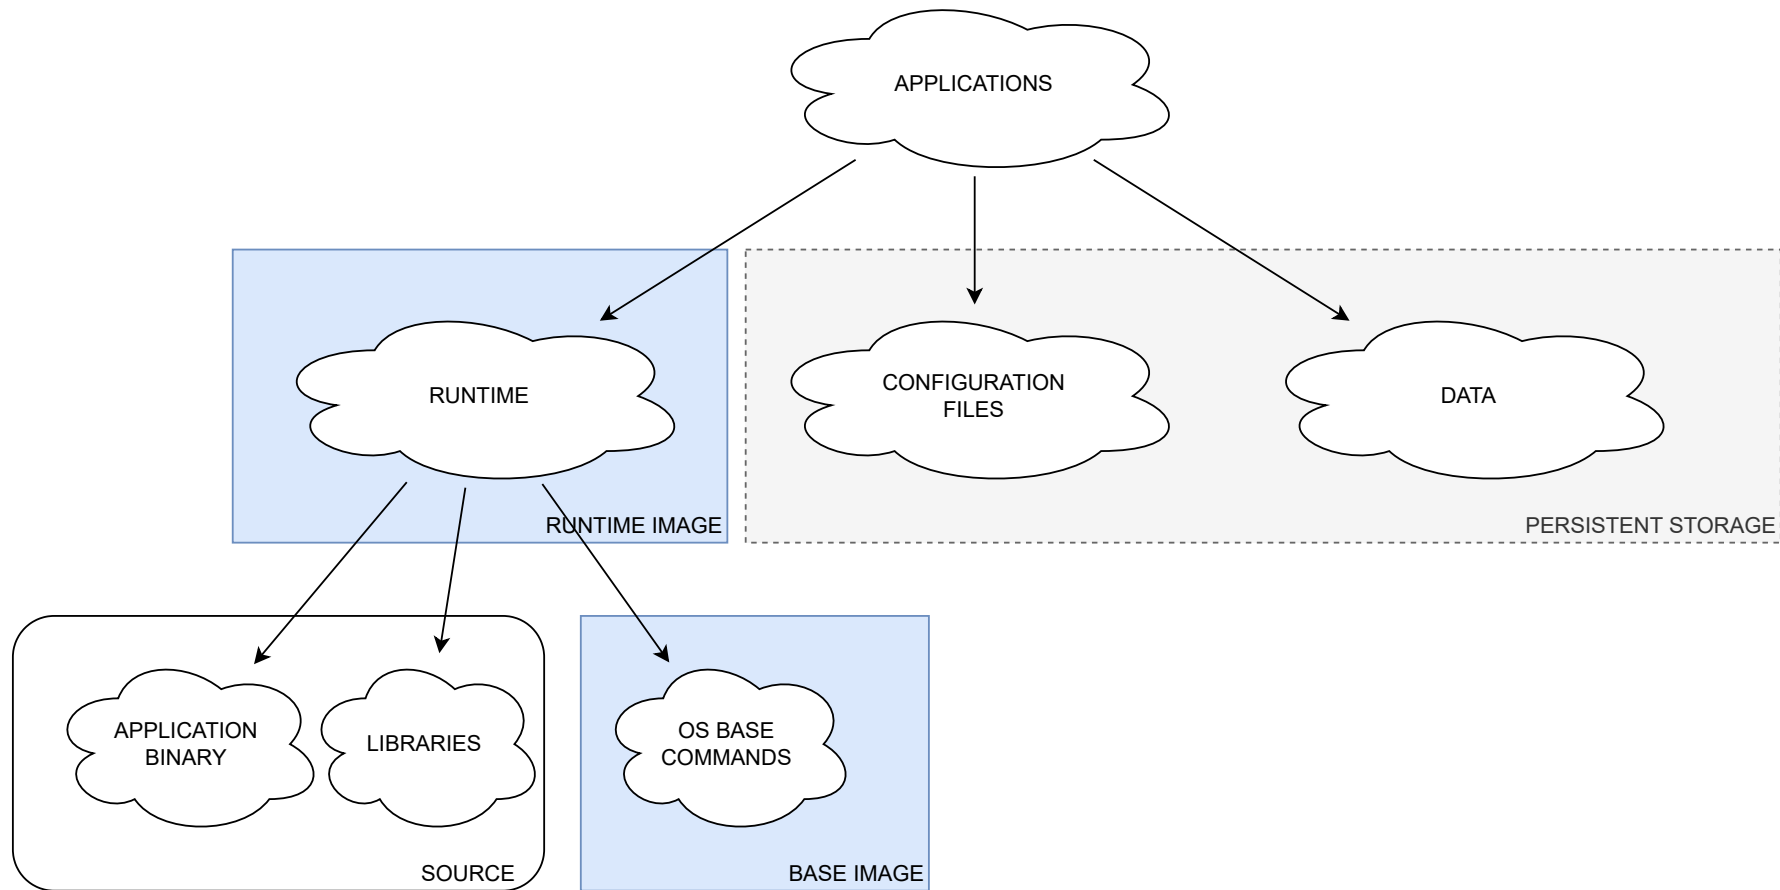 APPLICATIONS
RUNTIME
CONFIGURATION
FILES
DATA
RUNTIME IMAGE
PERSISTENT STORAGE
APPLICATION
BINARY
LIBRARIES
OS BASE
COMMANDS
SOURCE
BASE IMAGE